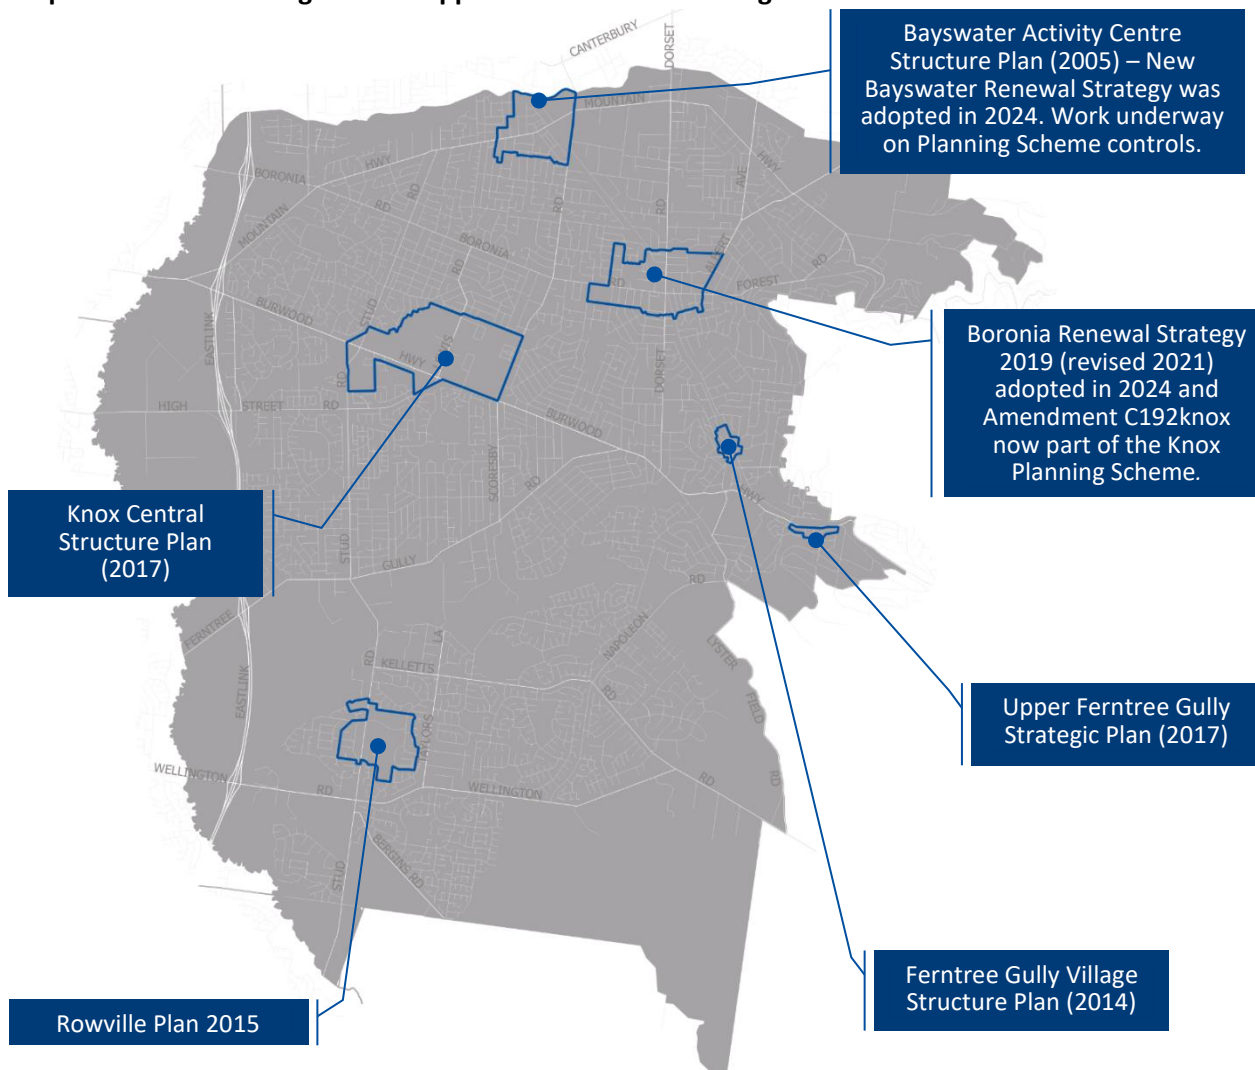 CANTERBURY
DORSET
Bayswater Activity Centre
Structure Plan (2005) – New
Bayswater Renewal Strategy was
adopted in 2024. Work underway
on Planning Scheme controls.
MOUNTAIN
HWY
BORONIA
HWY
RD
RD
AVE
MOUNTAIN
RD
RD
BORONIA
ALBERT
RD
FOREST
RD
RD
BURWOOD
STUD
EASTLINK
HWY
RD
HIGH
STREET
RD
DORSET
BURWOOD
SCORESBY
RD
HWY
Boronia Renewal Strategy
2019 (revised 2021)
adopted in 2024 and
Amendment C192knox
now part of the Knox
Planning Scheme.
Knox Central
Structure Plan
(2017)
STUD
GULLY
RD
FERNTREE
EASTLINK
RD
KELLETTS
LA
NAPOLEON
LYSTER
RD
FIELD
RD
TAYLORS
Upper Ferntree Gully
Strategic Plan (2017)
WELLINGTON
RD
WELLINGTON
RD
STUD
BERGINS RD
Ferntree Gully Village
Structure Plan (2014)
Rowville Plan 2015